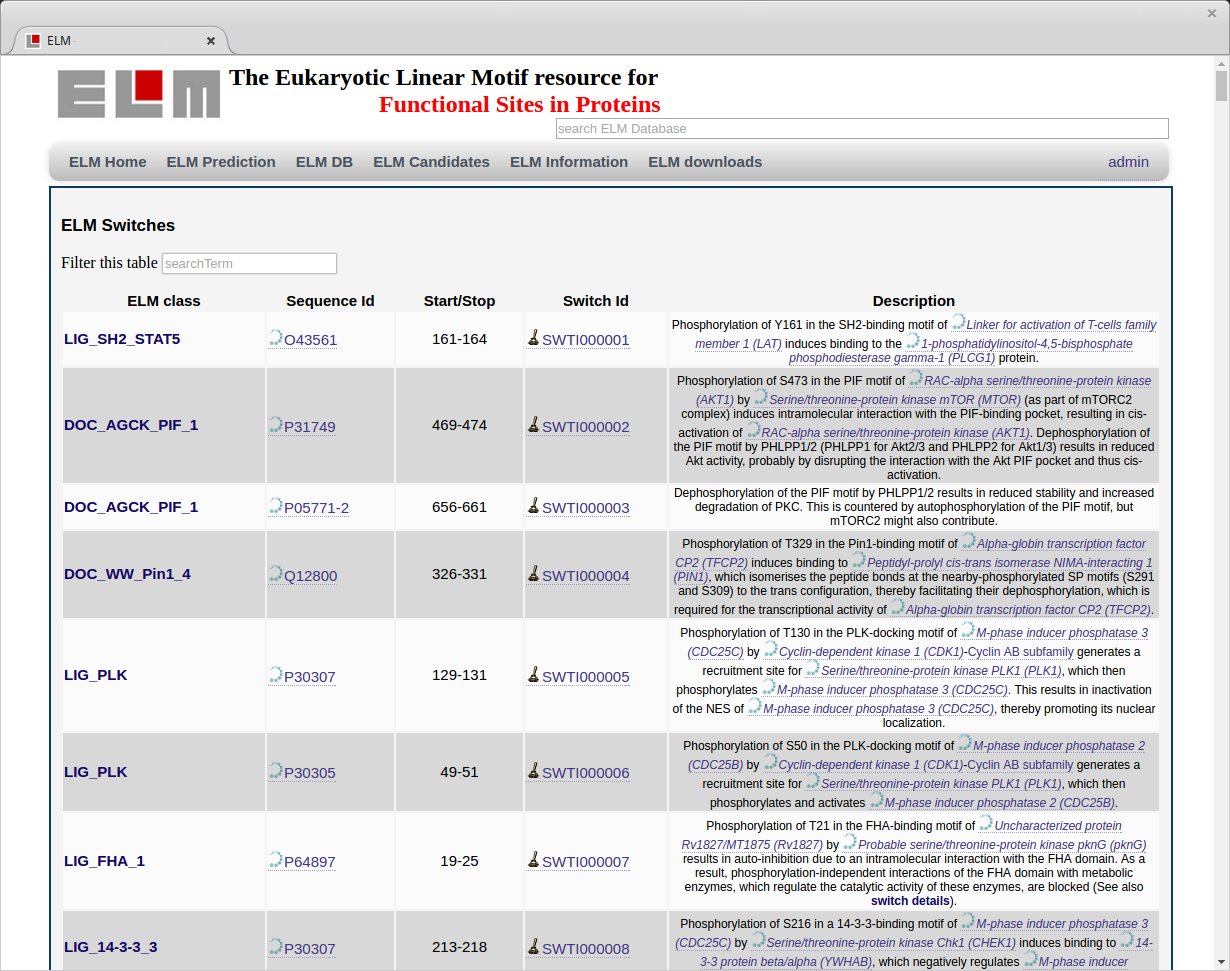 ELM
ELM
The Eukaryotic Linear Motif resource for
Functional Sites in Proteins
search ELM Database
ELM Home ELM Prediction ELM DB ELM Candidates ELM Information ELM downloads admin
ELM Switches
Filter this table searchTerm
ELM class Sequence Id Start/Stop Switch Id Description
LIG_SH2_STAT5 O43561 161-164 SWTI000001
Phosphorylation of Y161 in the SH2-binding motif of Linker for activation of T-cells family
member 1 (LAT) induces binding to the 1-phosphatidylinositol-4,5-bisphosphate
phosphodiesterase gamma-1 (PLCG1) protein.
DOC_AGCK_PIF_1 P31749 469-474 SWTI000002
Phosphorylation of S473 in the PIF motif of RAC-alpha serine/threonine-protein kinase
(AKT1) by Serine/threonine-protein kinase mTOR (MTOR) (as part of mTORC2
complex) induces intramolecular interaction with the PIF-binding pocket, resulting in cis-
activation of RAC-alpha serine/threonine-protein kinase (AKT1). Dephosphorylation of
the PIF motif by PHLPP1/2 (PHLPP1 for Akt2/3 and PHLPP2 for Akt1/3) results in reduced
Akt activity, probably by disrupting the interaction with the Akt PIF pocket and thus cis-
activation.
DOC_AGCK_PIF_1 P05771-2 656-661 SWTI000003
Dephosphorylation of the PIF motif by PHLPP1/2 results in reduced stability and increased
degradation of PKC. This is countered by autophosphorylation of the PIF motif, but
mTORC2 might also contribute.
DOC_WW_Pin1_4 Q12800 326-331 SWTI000004
Phosphorylation of T329 in the Pin1-binding motif of Alpha-globin transcription factor
CP2 (TFCP2) induces binding to Peptidyl-prolyl cis-trans isomerase NIMA-interacting 1
(PIN1), which isomerises the peptide bonds at the nearby-phosphorylated SP motifs (S291
and S309) to the trans configuration, thereby facilitating their dephosphorylation, which is
required for the transcriptional activity of Alpha-globin transcription factor CP2 (TFCP2).
LIG_PLK P30307 129-131 SWTI000005
Phosphorylation of T130 in the PLK-docking motif of M-phase inducer phosphatase 3
(CDC25C) by Cyclin-dependent kinase 1 (CDK1)-Cyclin AB subfamily generates a
recruitment site for Serine/threonine-protein kinase PLK1 (PLK1), which then
phosphorylates M-phase inducer phosphatase 3 (CDC25C). This results in inactivation
of the NES of M-phase inducer phosphatase 3 (CDC25C), thereby promoting its nuclear
localization.
LIG_PLK P30305 49-51 SWTI000006
Phosphorylation of S50 in the PLK-docking motif of M-phase inducer phosphatase 2
(CDC25B) by Cyclin-dependent kinase 1 (CDK1)-Cyclin AB subfamily generates a
recruitment site for Serine/threonine-protein kinase PLK1 (PLK1), which then
phosphorylates and activates M-phase inducer phosphatase 2 (CDC25B).
LIG_FHA_1 P64897 19-25 SWTI000007
Phosphorylation of T21 in the FHA-binding motif of Uncharacterized protein
Rv1827/MT1875 (Rv1827) by Probable serine/threonine-protein kinase pknG (pknG)
results in auto-inhibition due to an intramolecular interaction with the FHA domain. As a
result, phosphorylation-independent interactions of the FHA domain with metabolic
enzymes, which regulate the catalytic activity of these enzymes, are blocked (See also
switch details).
LIG_14-3-3_3 P30307 213-218 SWTI000008
Phosphorylation of S216 in a 14-3-3-binding motif of M-phase inducer phosphatase 3
(CDC25C) by Serine/threonine-protein kinase Chk1 (CHEK1) induces binding to 14-
3-3 protein beta/alpha (YWHAB), which negatively regulates M-phase inducer